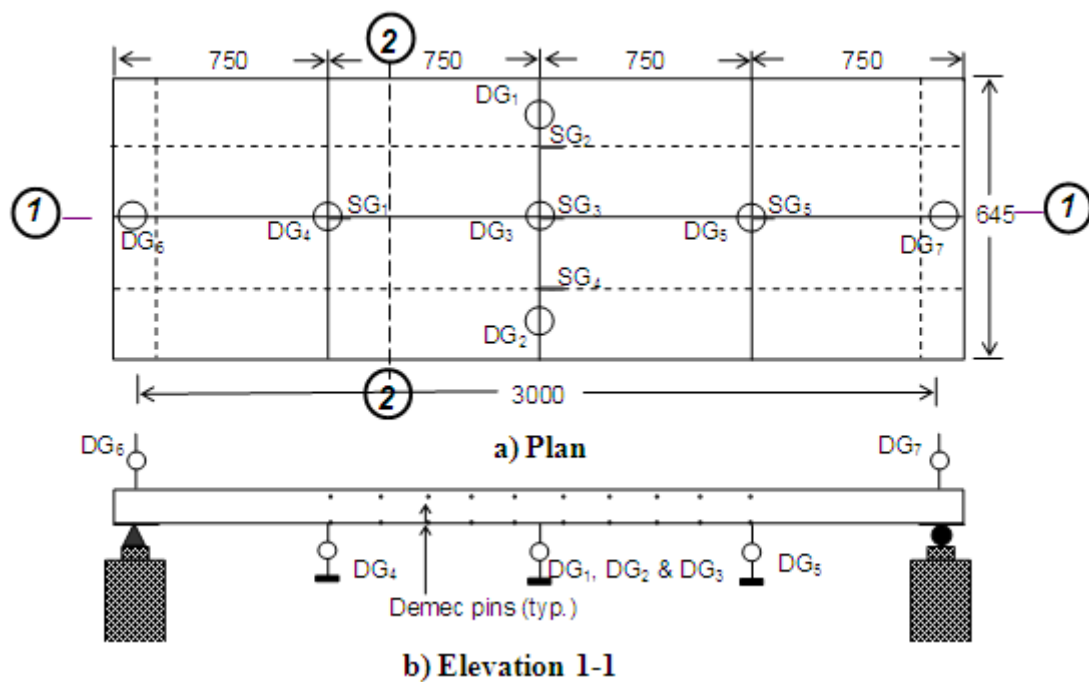 2
750 750 750 750
DG₁
SG₂
1 SG₁ SG₃ SG₅ 1
645
DG₆ DG₄ DG₃ DG₅ DG₇
SG₄
DG₂
2
3000
a) Plan
DG₆ DG₇
DG₄ DG₁, DG₂ & DG₃ DG₅
Demec pins (typ.)
b) Elevation 1-1